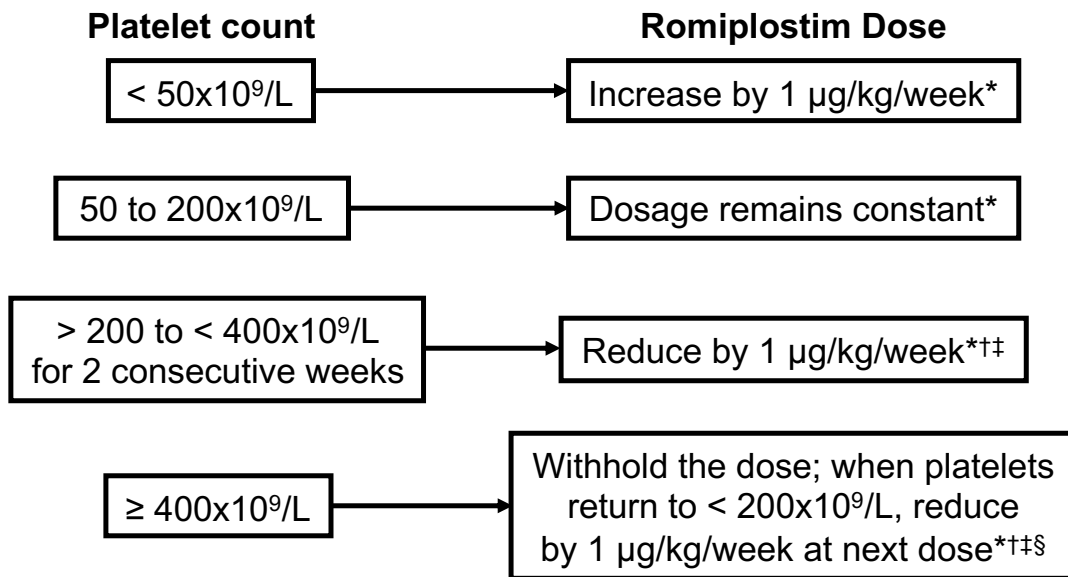 Platelet count
Romiplostim Dose
< 50x10⁹/L
Increase by 1 µg/kg/week*
50 to 200x10⁹/L
Dosage remains constant*
> 200 to < 400x10⁹/L
for 2 consecutive weeks
Reduce by 1 µg/kg/week*†‡
≥ 400x10⁹/L
Withhold the dose; when platelets
return to < 200x10⁹/L, reduce
by 1 µg/kg/week at next dose*†‡§